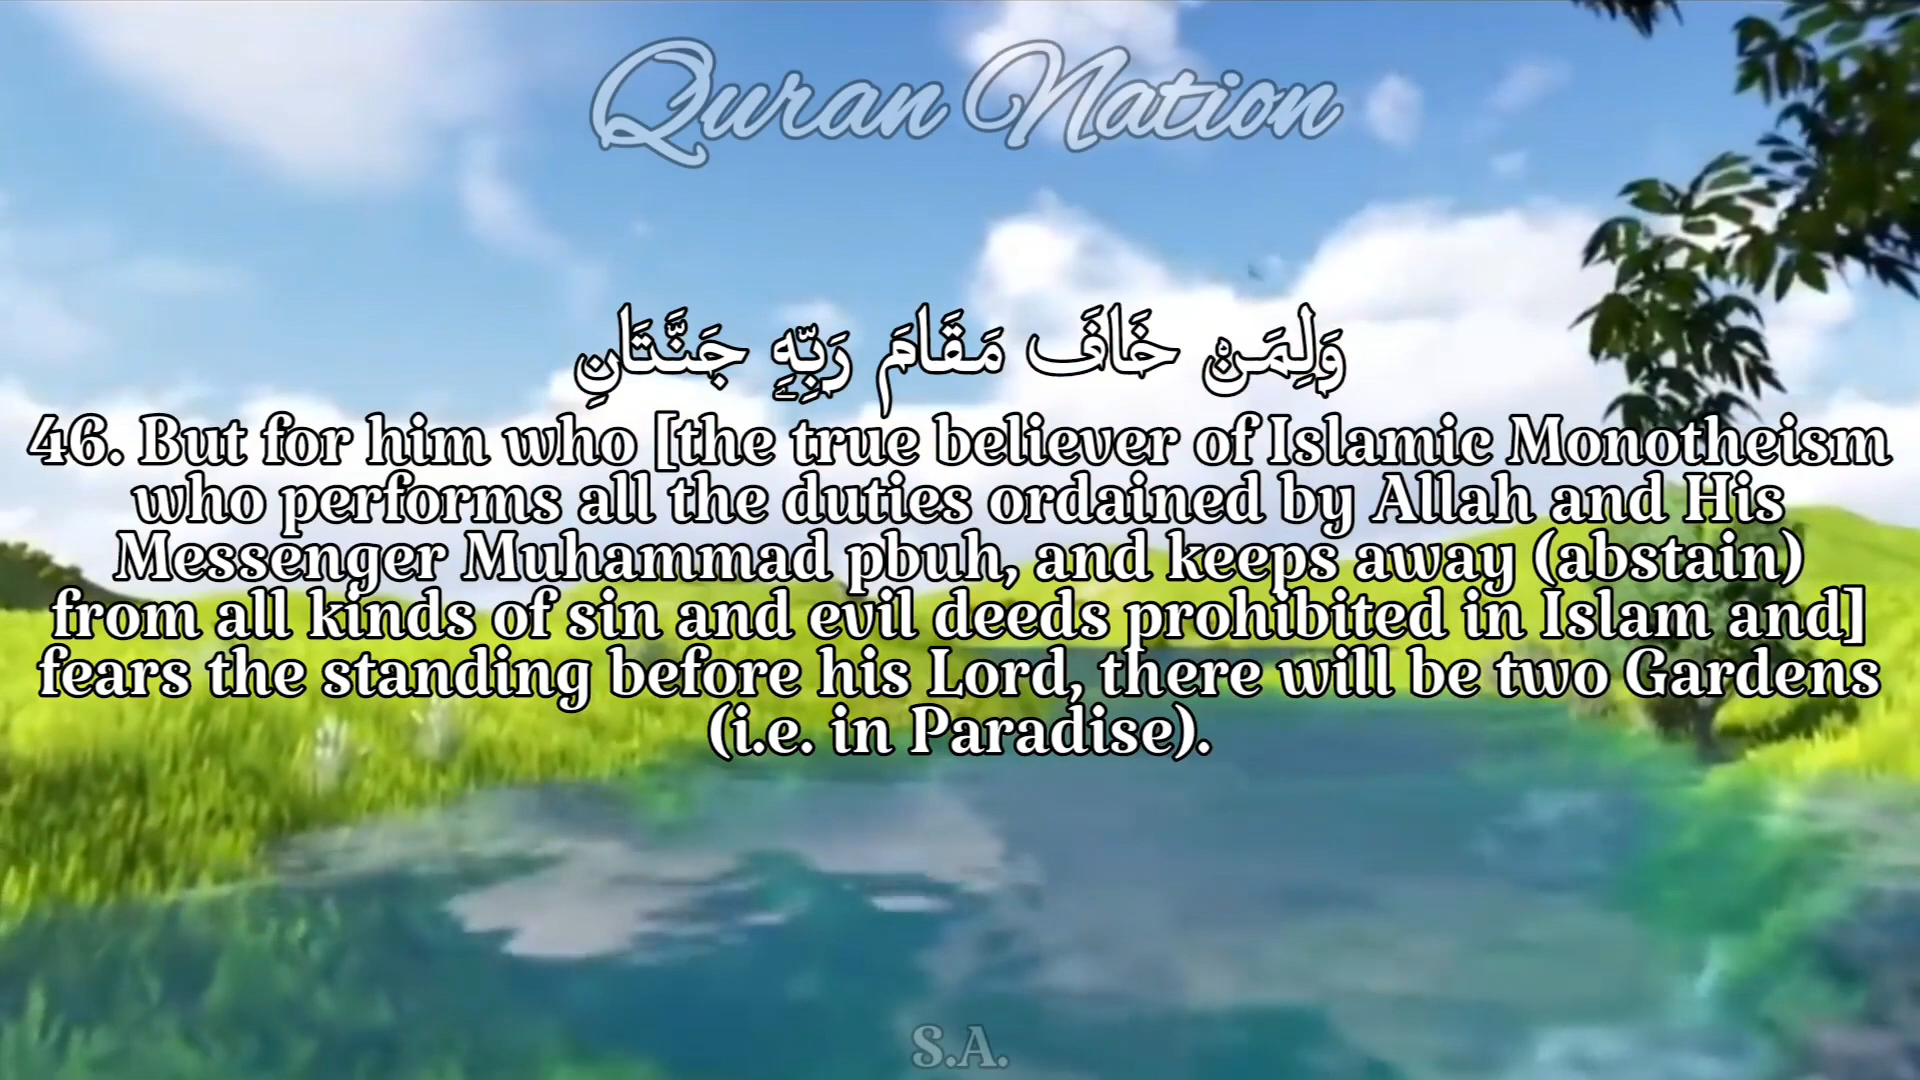 Quran Nation
وَلِمَنْ خَافَ مَقَامَ رَبِّهِۦ جَنَّتَانِ
46. But for him who [the true believer of Islamic Monotheism
who performs all the duties ordained by Allah and His
Messenger Muhammad pbuh, and keeps away (abstain)
from all kinds of sin and evil deeds prohibited in Islam and]
fears the standing before his Lord, there will be two Gardens
(i.e. in Paradise).
S.A.